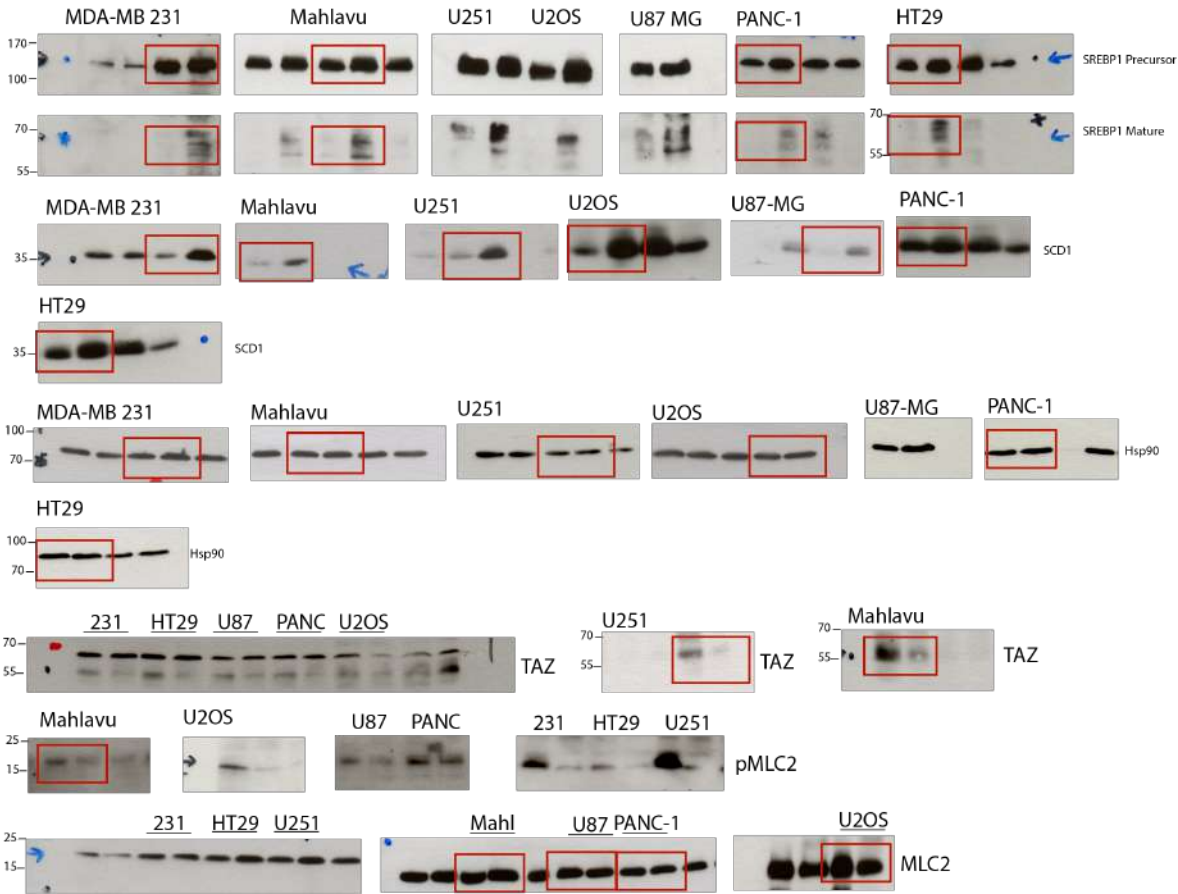 MDA-MB 231 Mahlavu U251 U2OS U87 MG PANC-1 HT29
170
100
SREBP1 Precursor
70
55
70
55
SREBP1 Mature
MDA-MB 231 Mahlavu U251 U2OS U87-MG PANC-1
35
SCD1
HT29
35
SCD1
MDA-MB 231 Mahlavu U251 U2OS U87-MG PANC-1
100
70
Hsp90
HT29
100
70
Hsp90
231 HT29 U87 PANC U2OS U251 Mahlavu
70
55
TAZ
70
55
TAZ
70
55
TAZ
Mahlavu U2OS U87 PANC 231 HT29 U251
25
15
pMLC2
231 HT29 U251 Mahl U87 PANC-1 U2OS
25
15
MLC2